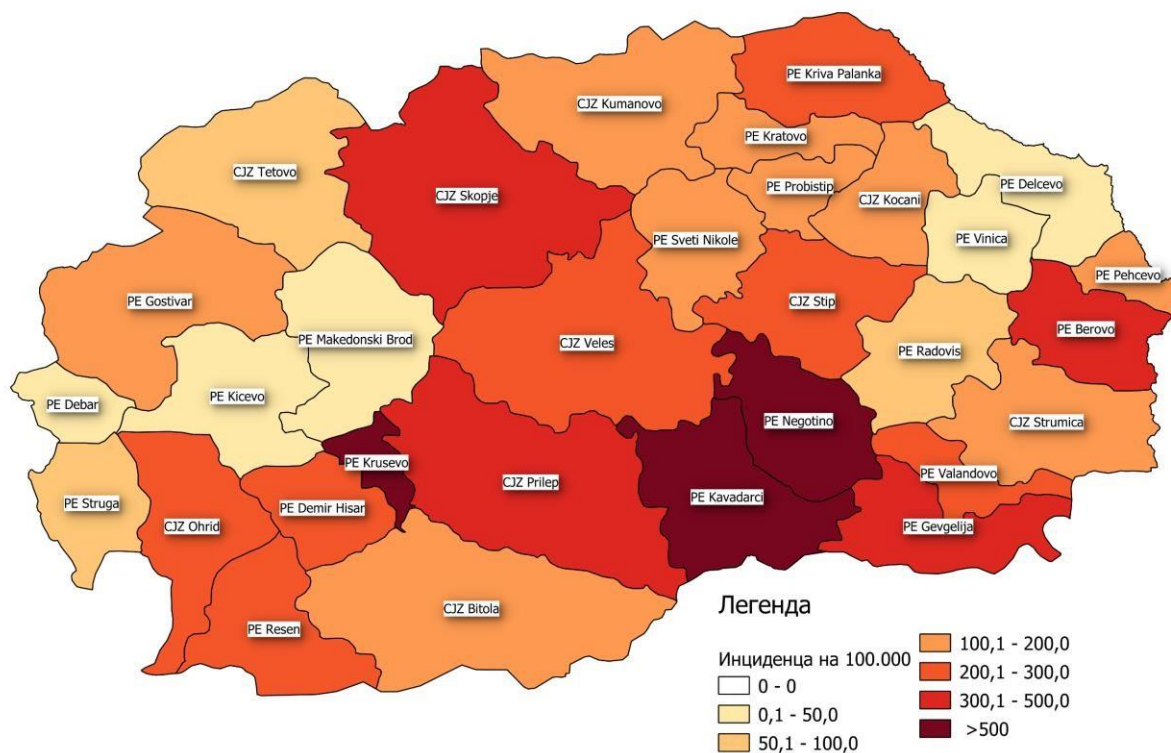 PE Kriva Palanka
CJZ Kumanovo
PE Kratovo
CJZ Tetovo
PE Probistip
PE Delcevo
CJZ Skopje
CJZ Kocani
PE Sveti Nikole
PE Vinica
PE Pehcevo
PE Gostivar
CJZ Stip
PE Berovo
PE Makedonski Brod
CJZ Veles
PE Radovis
PE Kicevo
PE Debar
PE Negotino
CJZ Strumica
PE Krusevo
PE Valandovo
CJZ Prilep
PE Kavadarci
PE Struga
PE Demir Hisar
CJZ Ohrid
PE Gevgelija
CJZ Bitola
PE Resen
Легенда
Инциденца на 100.000
0 - 0
0,1 - 50,0
50,1 - 100,0
100,1 - 200,0
200,1 - 300,0
300,1 - 500,0
>500